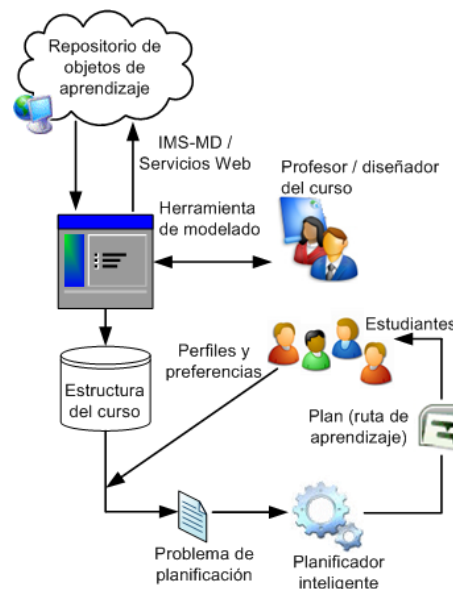 Repositorio de
objetos de
aprendizaje
IMS-MD /
Servicios Web
Profesor / diseñador
del curso
Herramienta
de modelado
Estudiantes
Perfiles y
preferencias
Estructura
del curso
Plan (ruta de
aprendizaje)
Problema de
planificación
Planificador
inteligente